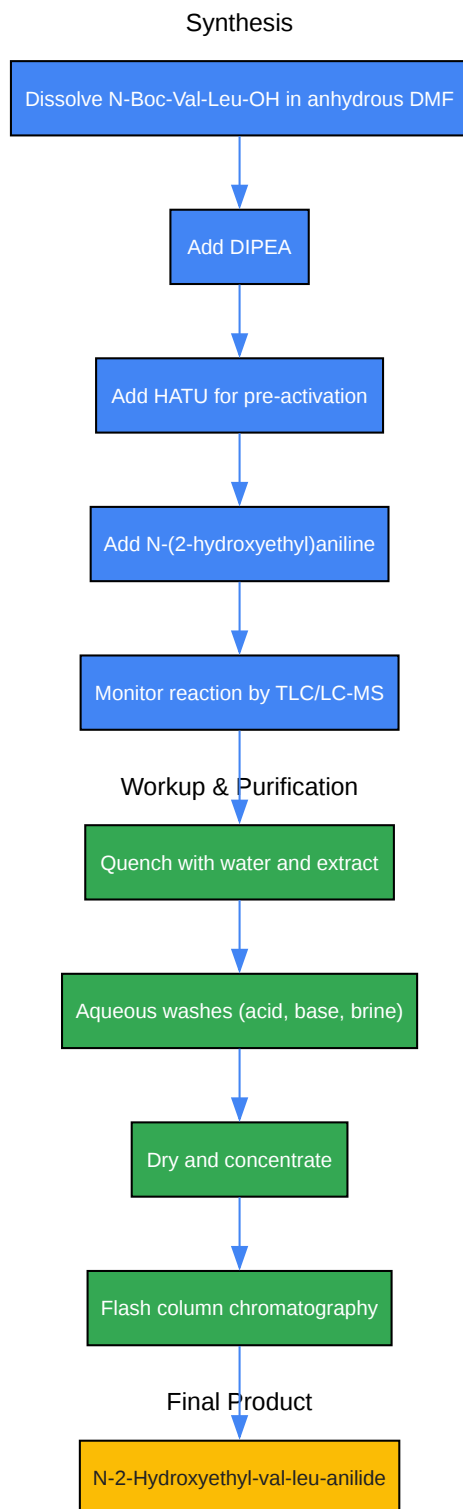 Synthesis
Dissolve N-Boc-Val-Leu-OH in anhydrous DMF
Add DIPEA
Add HATU for pre-activation
Add N-(2-hydroxyethyl)aniline
Monitor reaction by TLC/LC-MS
Workup & Purification
Quench with water and extract
Aqueous washes (acid, base, brine)
Dry and concentrate
Flash column chromatography
Final Product
N-2-Hydroxyethyl-val-leu-anilide